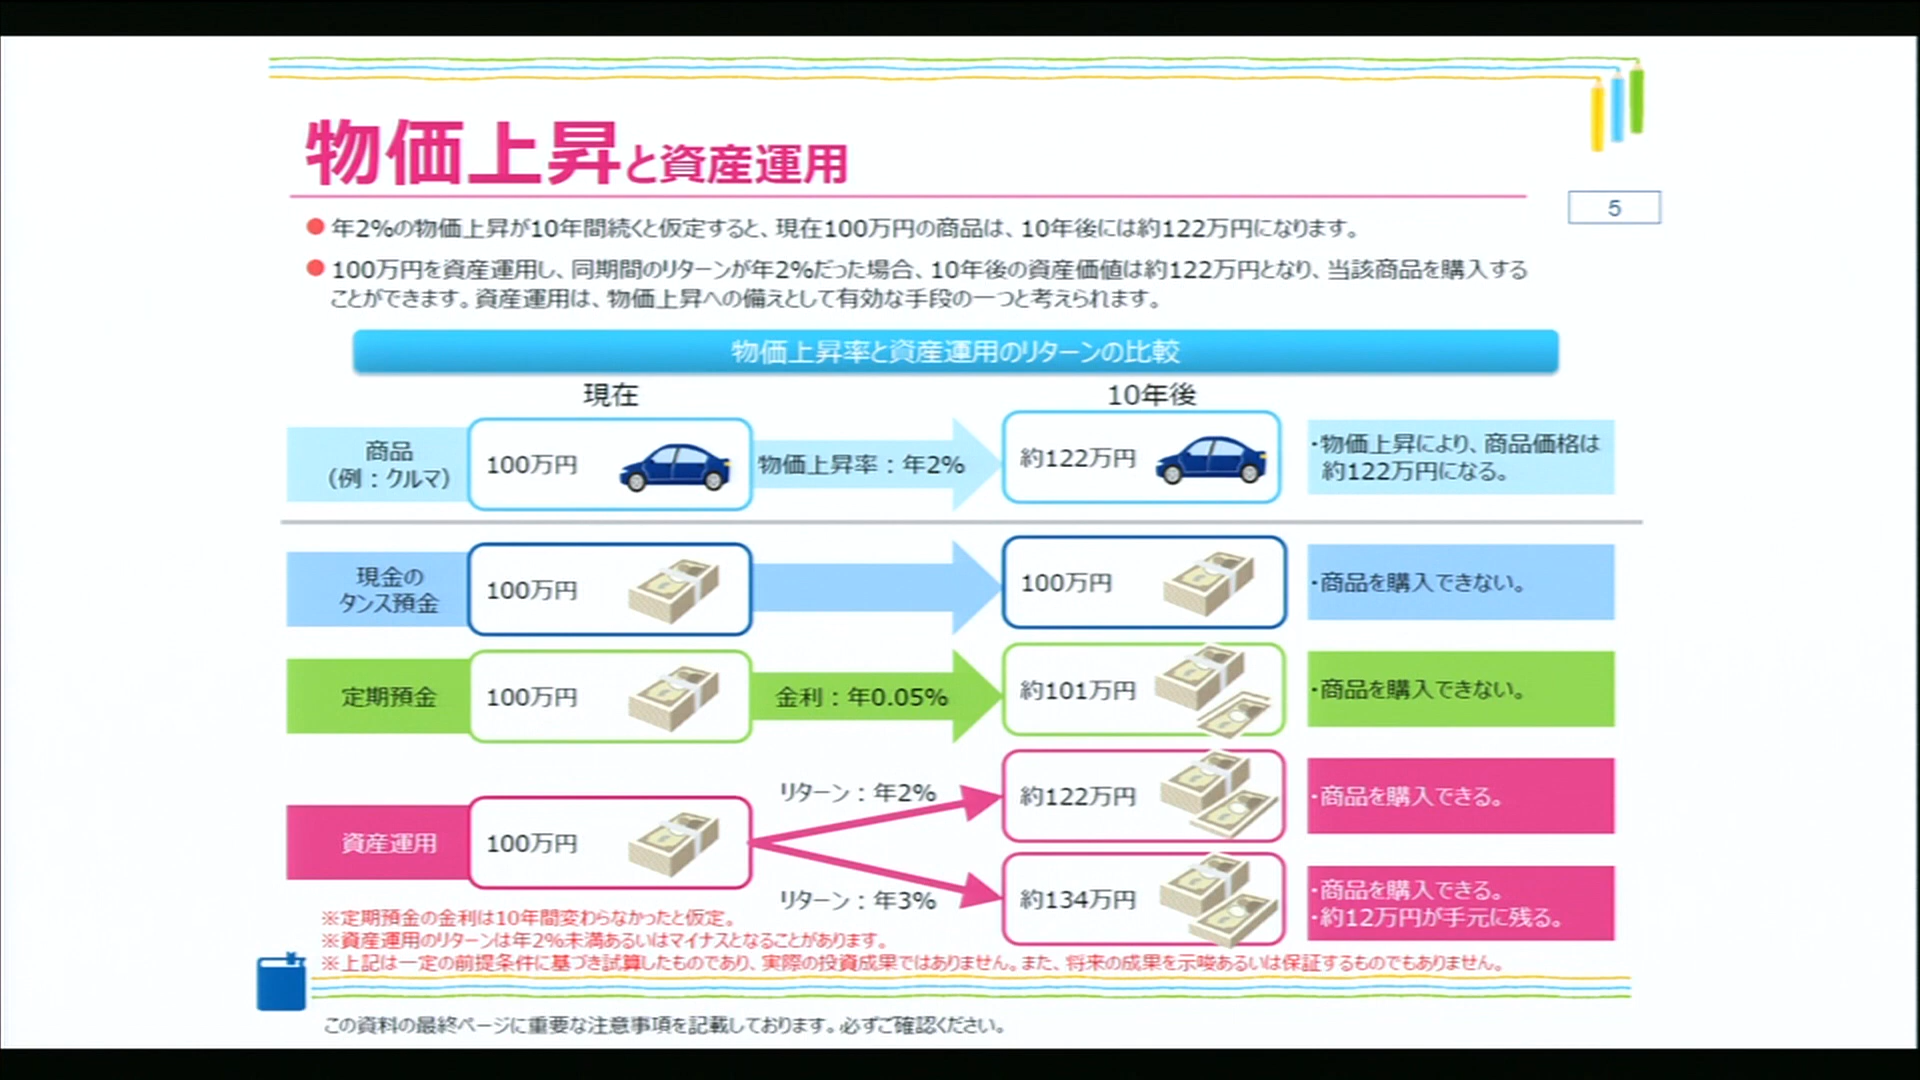 物価上昇と資産運用
5
●年2%の物価上昇が10年間続くと仮定すると、現在100万円の商品は、10年後には約122万円になります。
●100万円を資産運用し、同期間のリターンが年2%だった場合、10年後の資産価値は約122万円となり、当該商品を購入する
ことができます。資産運用は、物価上昇への備えとして有効な手段の一つと考えられます。
物価上昇率と資産運用のリターンの比較
現在
10年後
商品
(例：クルマ)
100万円
物価上昇率：年2%
約122万円
・物価上昇により、商品価格は
約122万円になる。
現金の
タンス預金
100万円
100万円
・商品を購入できない。
定期預金
100万円
金利：年0.05%
約101万円
・商品を購入できない。
資産運用
100万円
リターン：年2%
約122万円
・商品を購入できる。
リターン：年3%
約134万円
・商品を購入できる。
・約12万円が手元に残る。
※定期預金の金利は10年間変わらなかったと仮定。
※資産運用のリターンは年2%未満あるいはマイナスとなることがあります。
※上記は一定の前提条件に基づき試算したものであり、実際の投資成果ではありません。また、将来の成果を示唆あるいは保証するものでもありません。
この資料の最終ページに重要な注意事項を記載しております。必ずご確認ください。